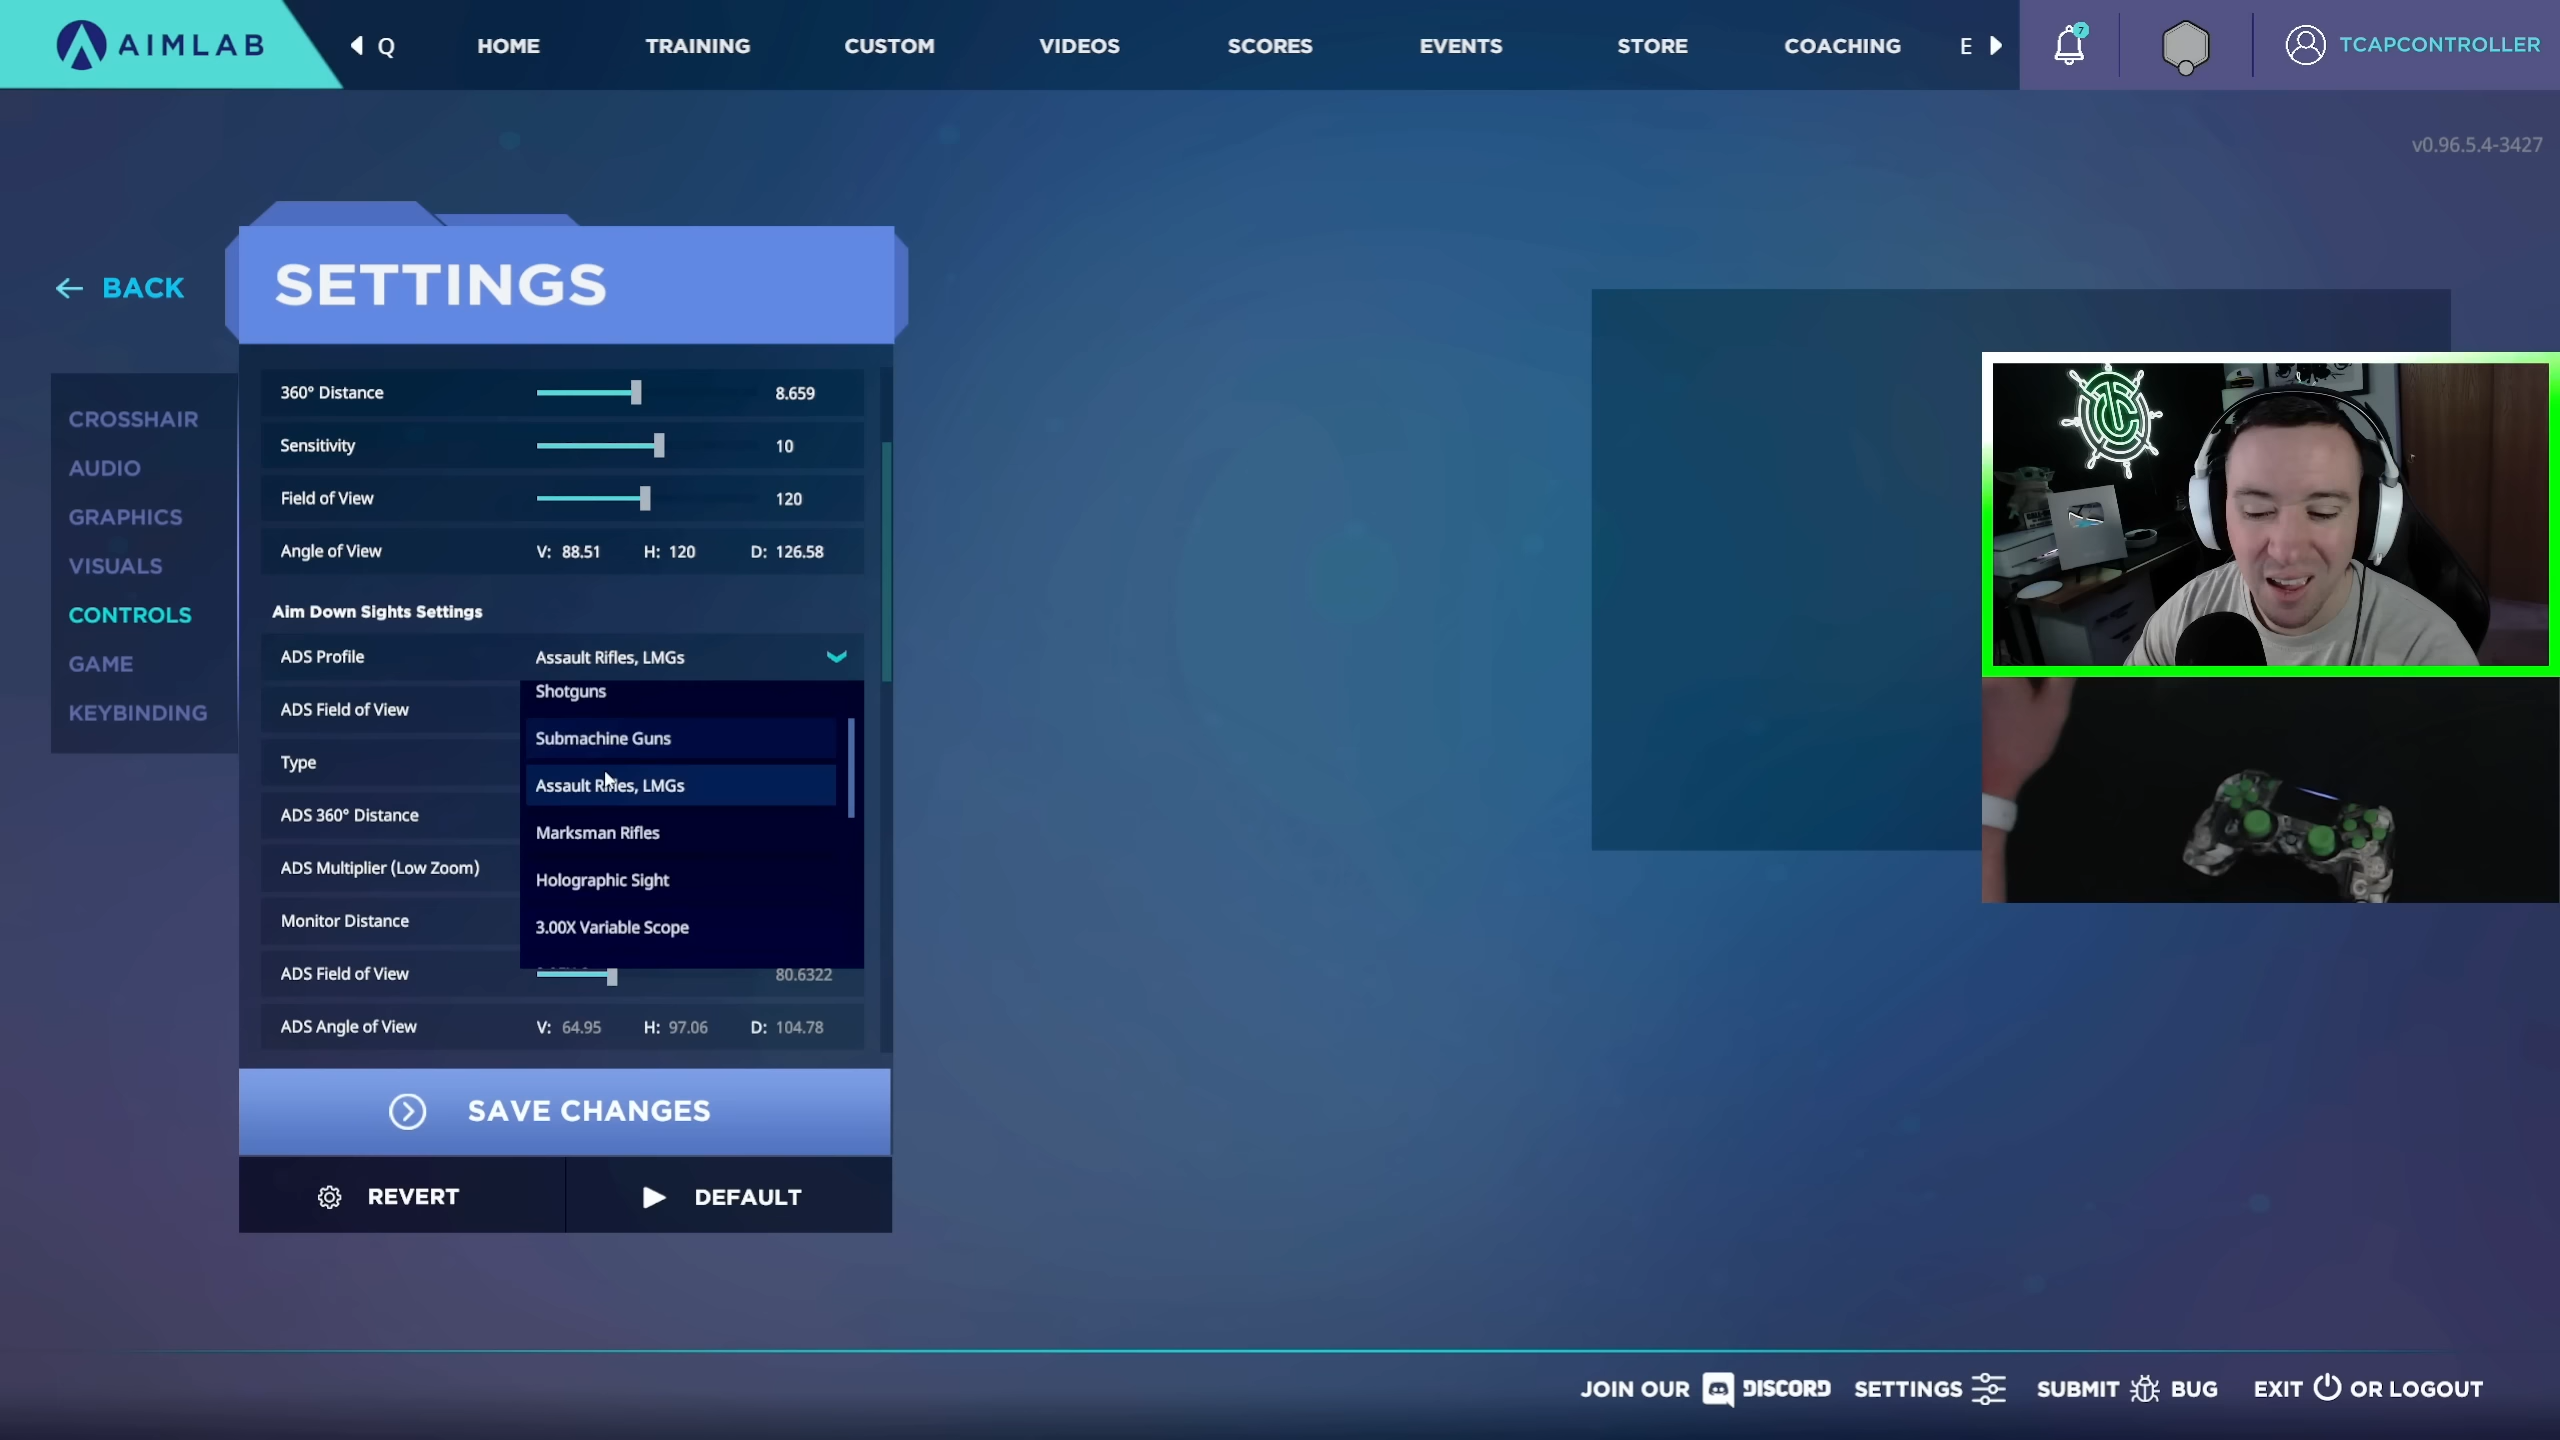 AIMLAB
Q
HOME
TRAINING
CUSTOM
VIDEOS
SCORES
EVENTS
STORE
COACHING
E
7
TCAPCONTROLLER
v0.96.5.4-3427
BACK
SETTINGS
CROSSHAIR
AUDIO
GRAPHICS
VISUALS
CONTROLS
GAME
KEYBINDING
360° Distance 8.659
Sensitivity 10
Field of View 120
Angle of View V: 88.51 H: 120 D: 126.58
Aim Down Sights Settings
ADS Profile Assault Rifles, LMGs
Shotguns
Submachine Guns
Assault Rifles, LMGs
Marksman Rifles
Holographic Sight
3.00X Variable Scope
ADS Field of View
Type
ADS 360° Distance
ADS Multiplier (Low Zoom)
Monitor Distance
ADS Field of View 80.6322
ADS Angle of View V: 64.95 H: 97.06 D: 104.78
SAVE CHANGES
REVERT
DEFAULT
JOIN OUR DISCORD
SETTINGS
SUBMIT BUG
EXIT OR LOGOUT